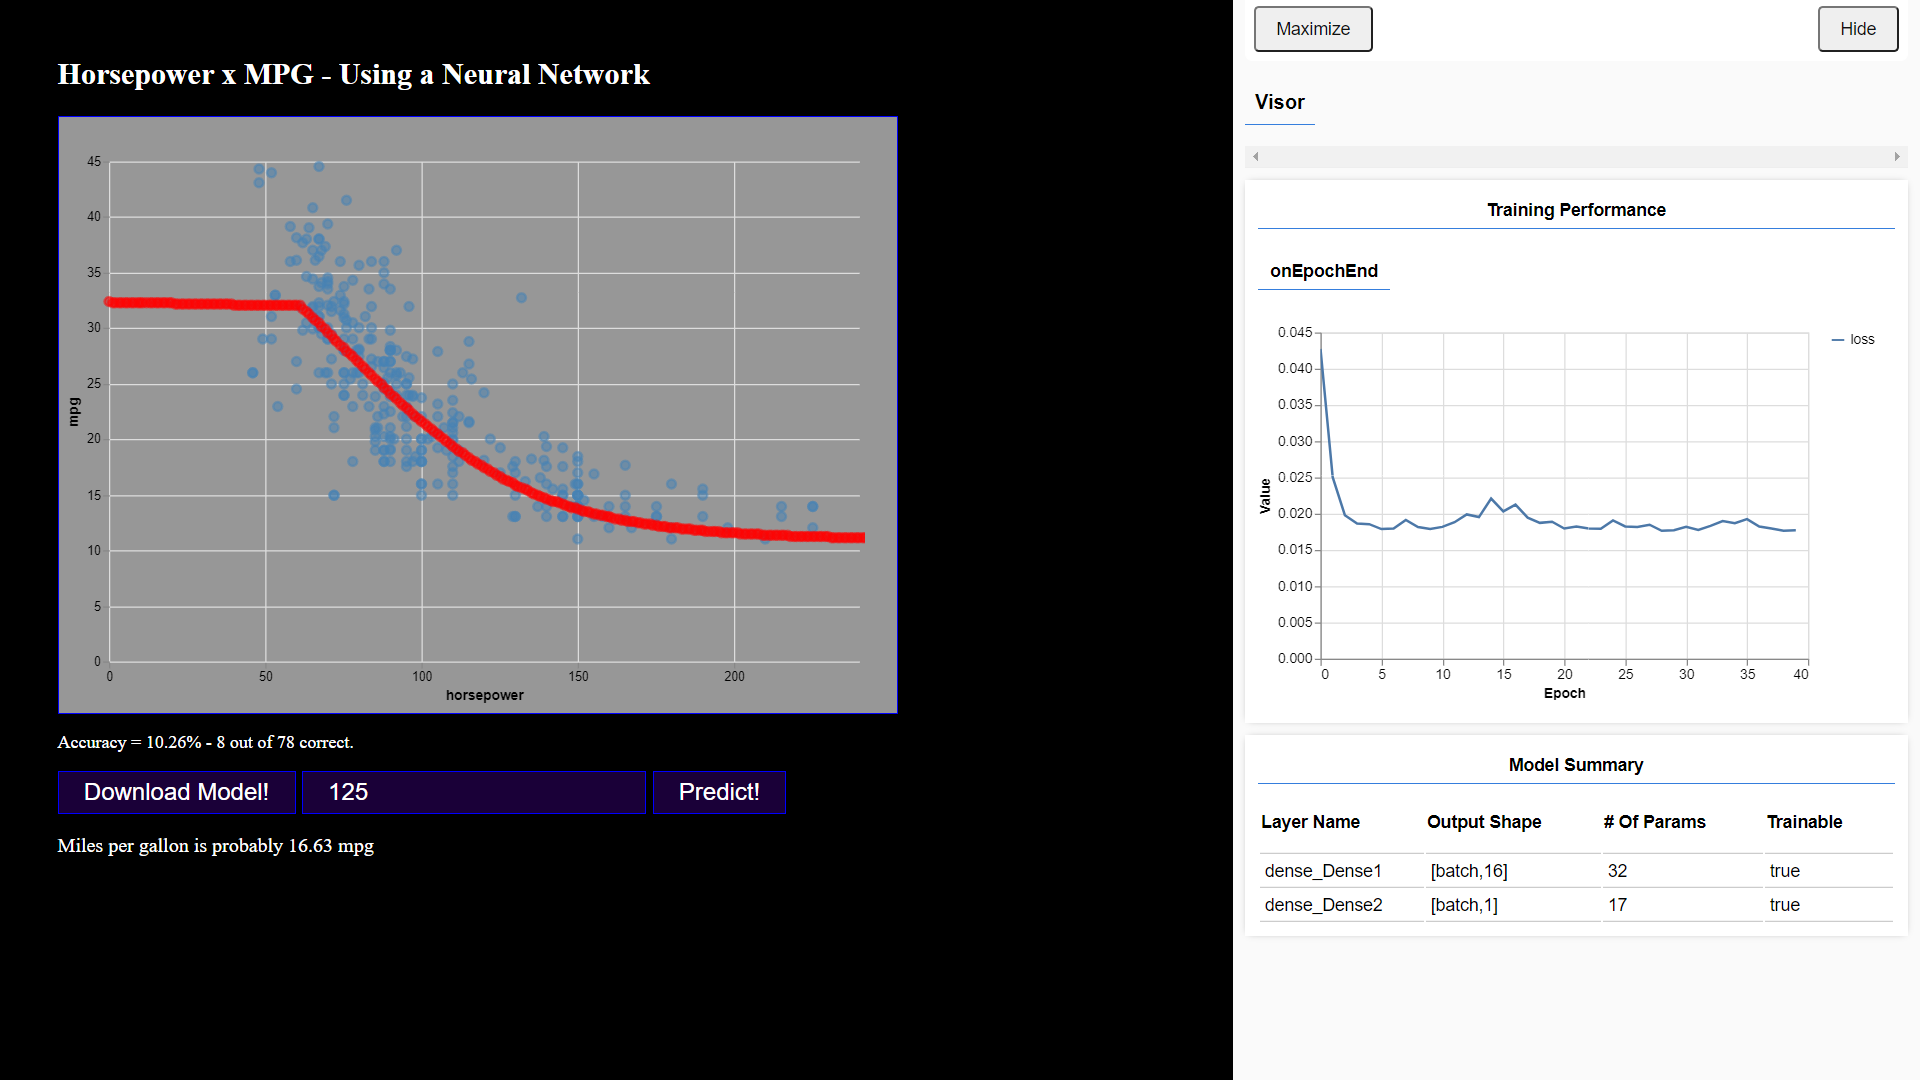 Horsepower x MPG - Using a Neural Network
45
40
35
30
25
20
15
10
5
0
mpg
0 50 100 150 200
horsepower
Accuracy = 10.26% - 8 out of 78 correct.
Download Model! 125 Predict!
Miles per gallon is probably 16.63 mpg
Maximize Hide
Visor
Training Performance
onEpochEnd
0.045
0.040
0.035
0.030
0.025
0.020
0.015
0.010
0.005
0.000
Value
loss
0 5 10 15 20 25 30 35 40
Epoch
Model Summary
Layer Name Output Shape # Of Params Trainable
dense_Dense1 [batch,16] 32 true
dense_Dense2 [batch,1] 17 true